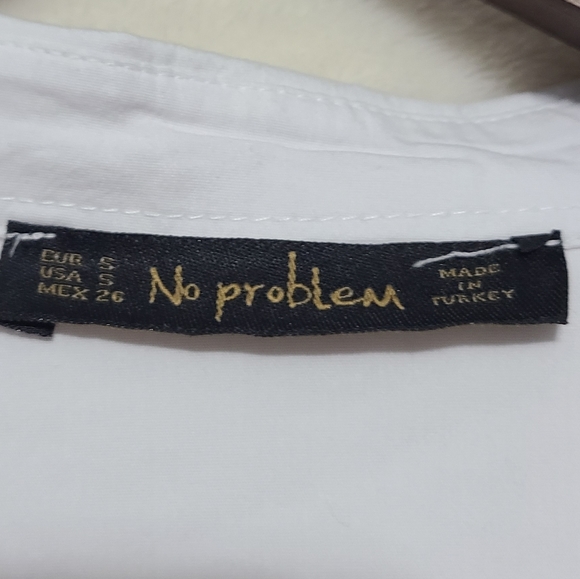 EUR S
USA S
MEX 26
No problem
MADE
IN
TURKEY